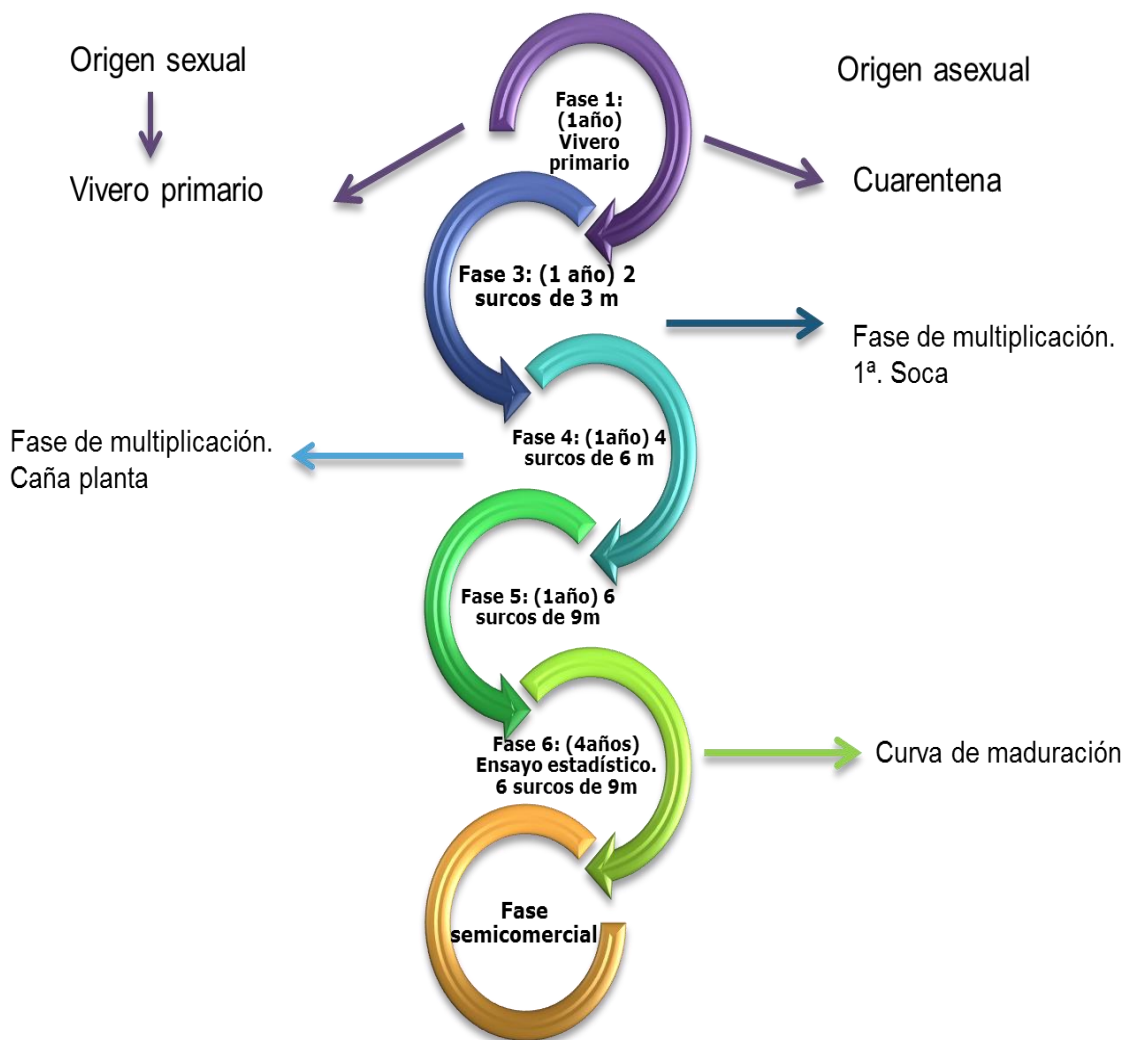 Origen sexual
Origen asexual
Fase 1:
(1año)
Vivero
primario
Vivero primario
Cuarentena
Fase 3: (1 año) 2
surcos de 3 m
Fase de multiplicación.
1ª. Soca
Fase 4: (1año) 4
surcos de 6 m
Fase de multiplicación.
Caña planta
Fase 5: (1año) 6
surcos de 9m
Fase 6: (4años)
Ensayo estadístico.
6 surcos de 9m
Curva de maduración
Fase
semicomercial